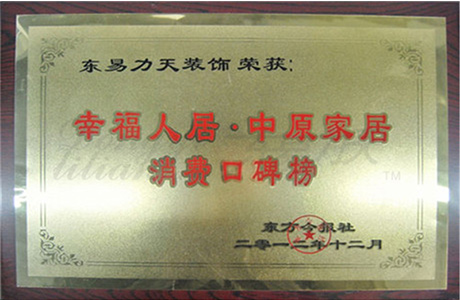 东易力天装饰 荣获：
幸福人居·中原家居
消费口碑榜
TM
东方今报社
二零一二年十二月